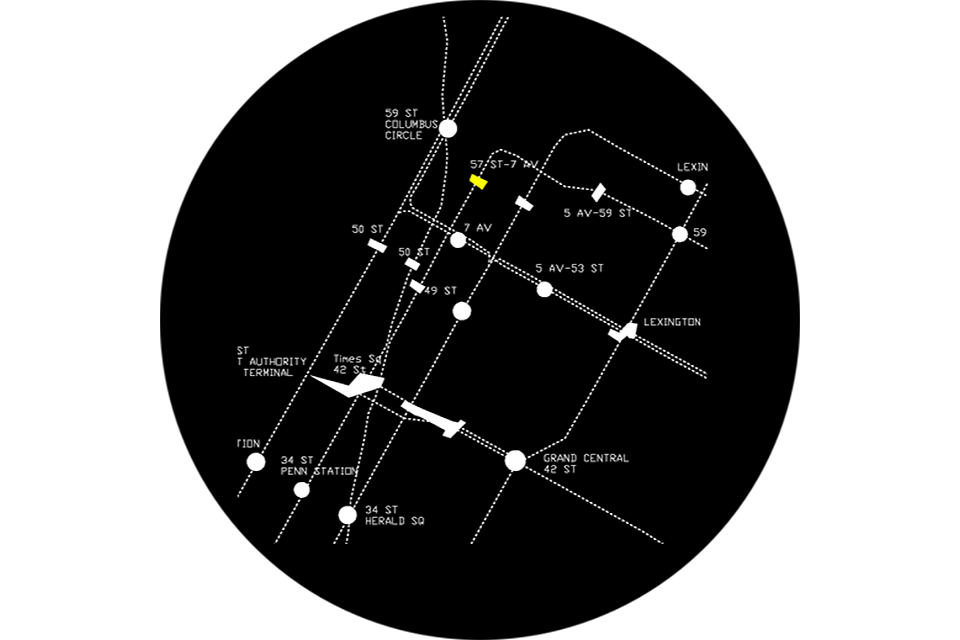 59 ST
COLUMBUS
CIRCLE
57 ST-7 AV
LEXIN
5 AV-59 ST
50 ST
7 AV
59
50 ST
5 AV-53 ST
49 ST
LEXINGTON
ST
T AUTHORITY
TERMINAL
Times Sq
42 St
TION
34 ST
PENN STATION
GRAND CENTRAL
42 ST
34 ST
HERALD SQ